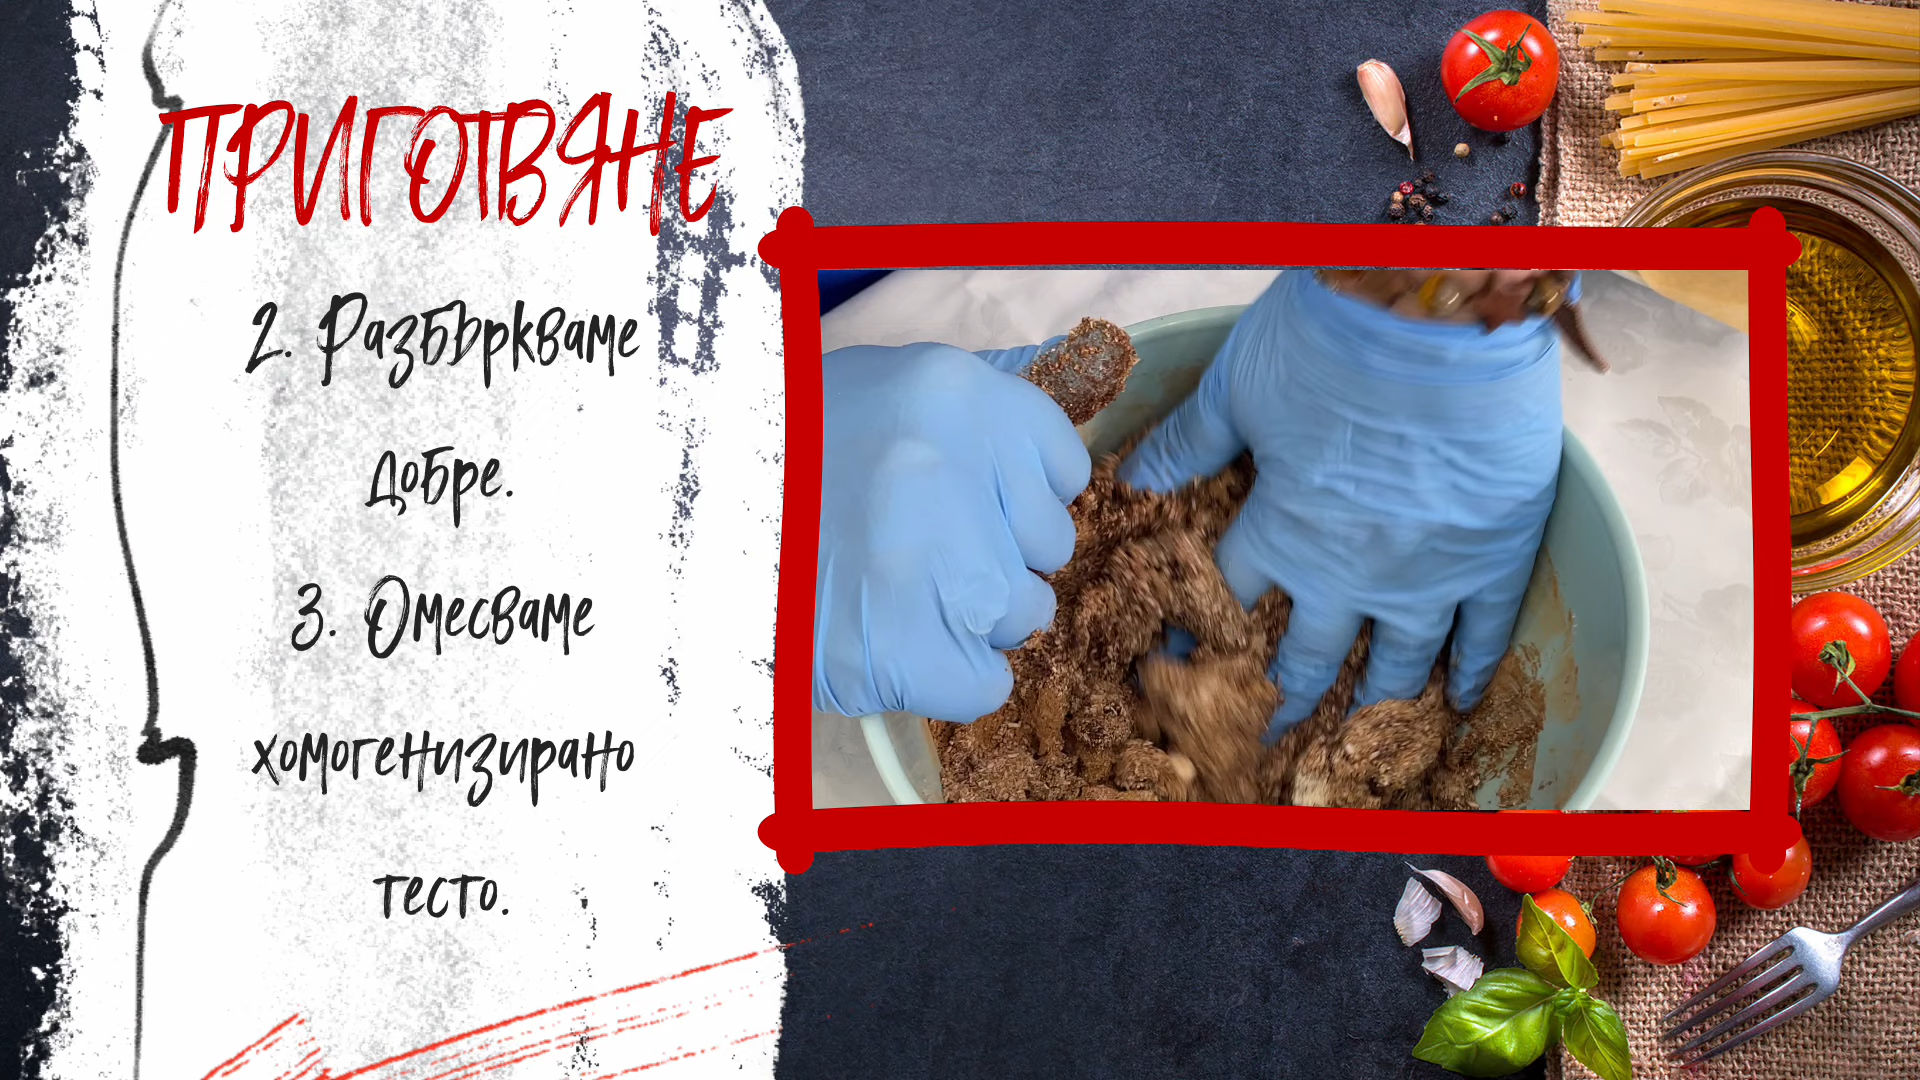 ПРИГОТВЯНЕ
2. Разбъркваме
добре.
3. Омесваме
хомогенизирано
тесто.